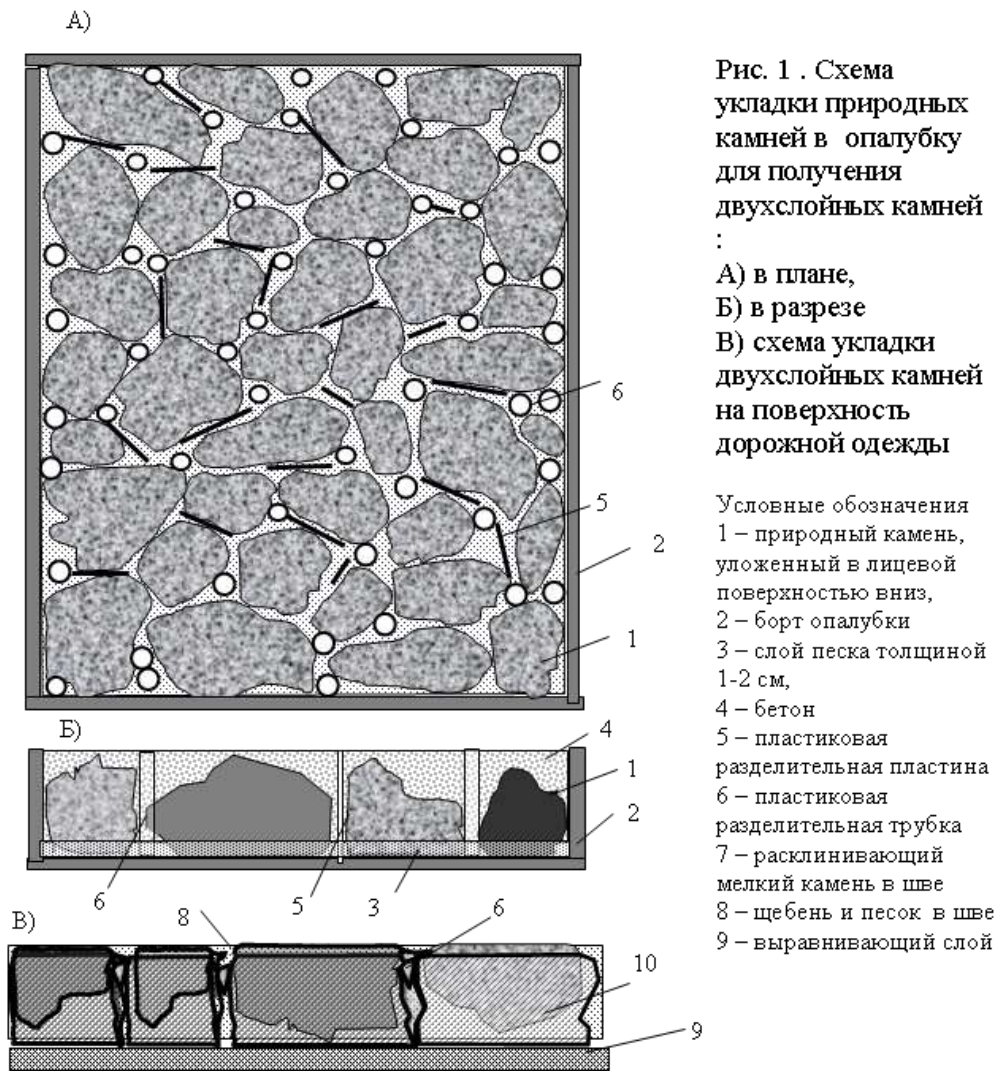 А)
Рис. 1 . Схема
укладки природных
камней в опалубку
для получения
двухслойных камней
:
А) в плане,
Б) в разрезе
В) схема укладки
двухслойных камней
на поверхность
дорожной одежды
Условные обозначения
1 – природный камень,
уложенный в лицевой
поверхностью вниз,
2 – борт опалубки
3 – слой песка толщиной
1-2 см,
4 – бетон
5 – пластиковая
разделительная пластина
6 – пластиковая
разделительная трубка
7 – расклинивающий
мелкий камень в шве
8 – щебень и песок в шве
9 – выравнивающий слой
6
5
2
1
Б)
4
1
2
6
5
3
В)
8
6
10
9